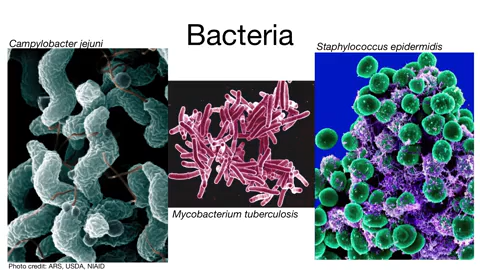 Bacteria
Campylobacter jejuni
Staphylococcus epidermidis
Mycobacterium tuberculosis
Photo credit: ARS, USDA, NIAID